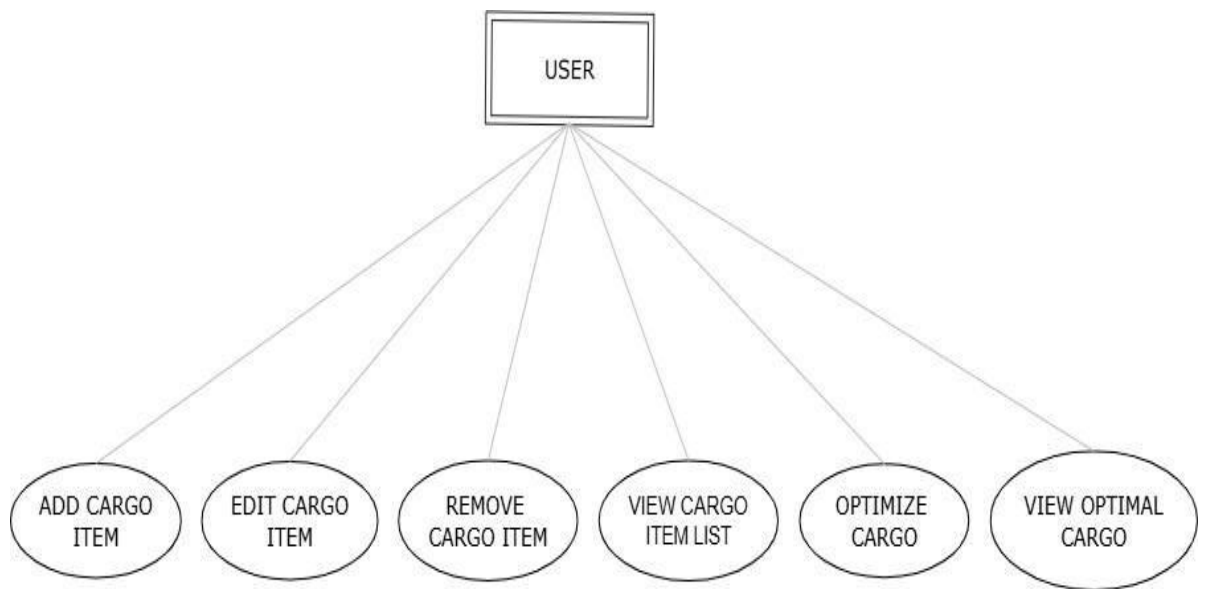 USER
ADD CARGO
ITEM
EDIT CARGO
ITEM
REMOVE
CARGO ITEM
VIEW CARGO
ITEM LIST
OPTIMIZE
CARGO
VIEW OPTIMAL
CARGO